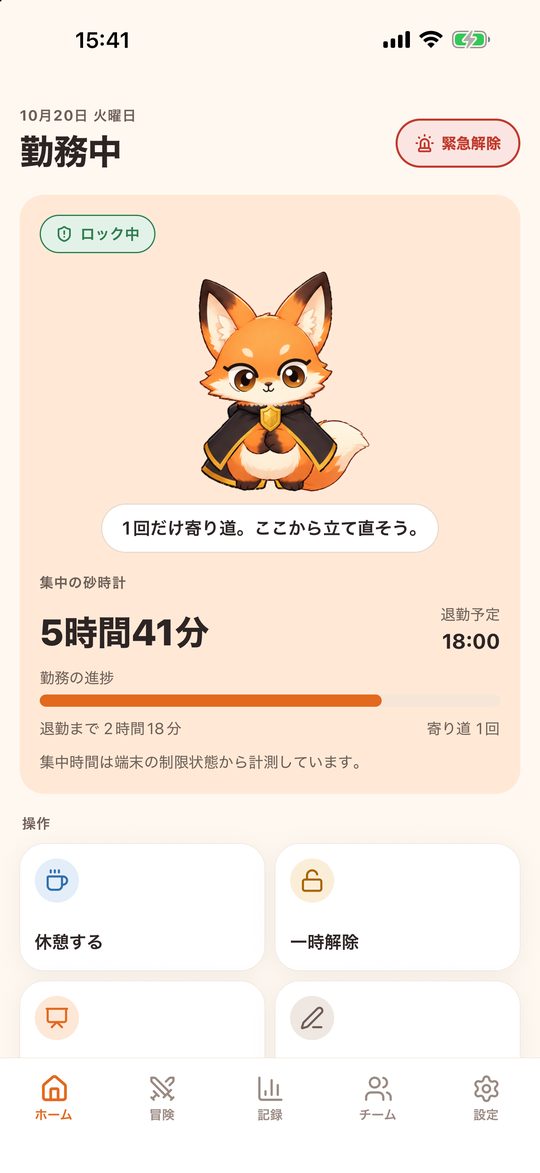 15:41
10月20日 火曜日
勤務中
緊急解除
ロック中
1回だけ寄り道。ここから立て直そう。
集中の砂時計
5時間41分
退勤予定
18:00
勤務の進捗
退勤まで 2時間18分
寄り道 1回
集中時間は端末の制限状態から計測しています。
操作
休憩する
一時解除
ホーム
冒険
記録
チーム
設定